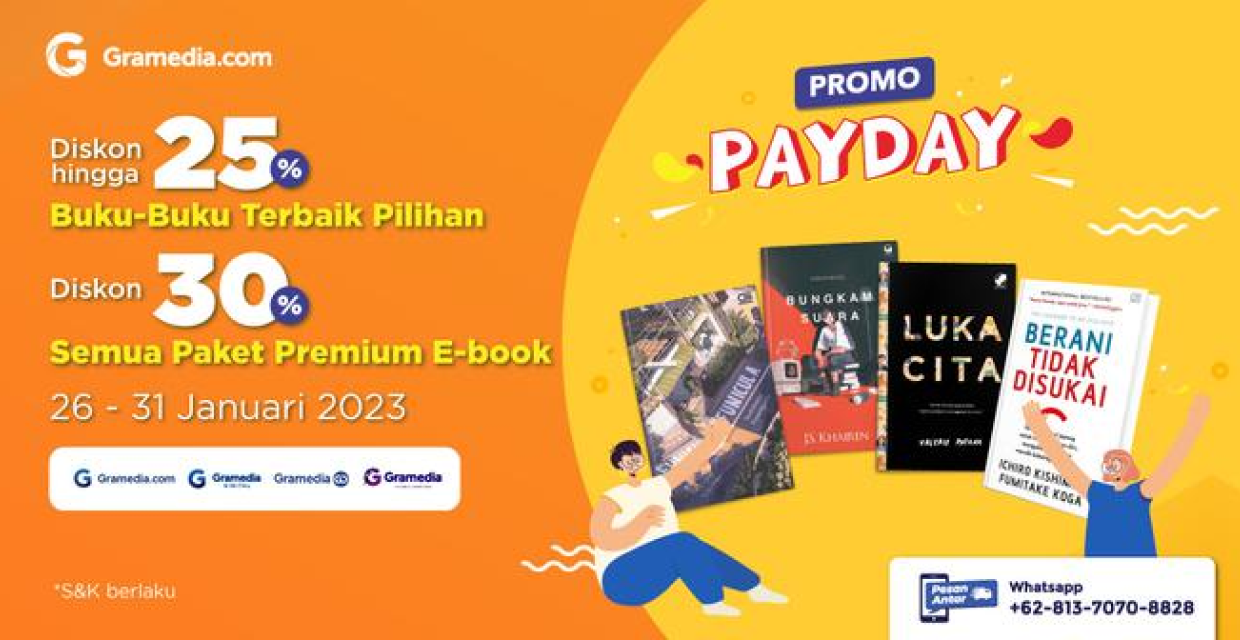 Gramedia.com
Diskon
hingga
25%
Buku-Buku Terbaik Pilihan
Diskon
30%
Semua Paket Premium E-book
26 - 31 Januari 2023
Gramedia.com
Gramedia
Gramedia
Gramedia
*S&K berlaku
PROMO
PAYDAY
BUNGKAM
SUARA
J.S. KHAIREN
LUKA
CITA
INTERNATIONAL BESTSELLER
BERANI
TIDAK
DISUKAI
ICHIRO
FUMITAKE KOGA
Pesan
Antar
Whatsapp
+62-813-7070-8828